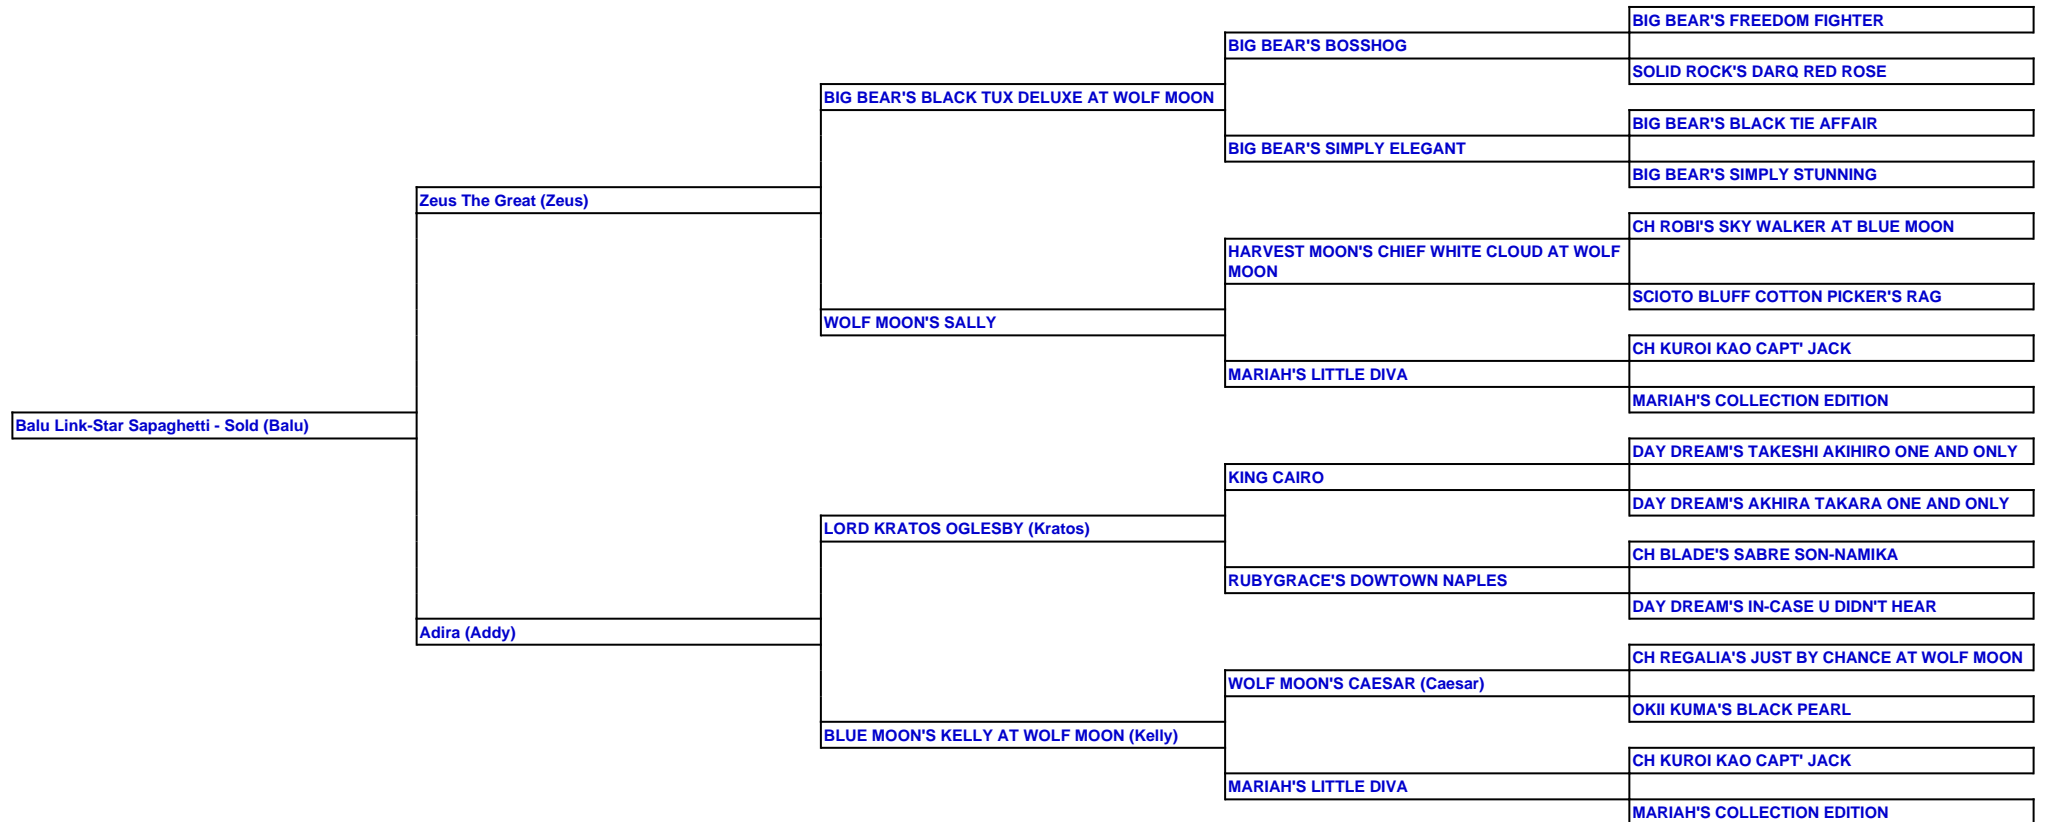 BIG BEAR'S FREEDOM FIGHTER
BIG BEAR'S BOSSHOG
SOLID ROCK'S DARQ RED ROSE
BIG BEAR'S BLACK TUX DELUXE AT WOLF MOON
BIG BEAR'S BLACK TIE AFFAIR
BIG BEAR'S SIMPLY ELEGANT
BIG BEAR'S SIMPLY STUNNING
Zeus The Great (Zeus)
CH ROBI'S SKY WALKER AT BLUE MOON
HARVEST MOON'S CHIEF WHITE CLOUD AT WOLF
MOON
SCIOTO BLUFF COTTON PICKER'S RAG
WOLF MOON'S SALLY
CH KUROI KAO CAPT' JACK
MARIAH'S LITTLE DIVA
MARIAH'S COLLECTION EDITION
Balu Link-Star Sapaghetti - Sold (Balu)
DAY DREAM'S TAKESHI AKIHIRO ONE AND ONLY
KING CAIRO
DAY DREAM'S AKHIRA TAKARA ONE AND ONLY
LORD KRATOS OGLESBY (Kratos)
CH BLADE'S SABRE SON-NAMIKA
RUBYGRACE'S DOWTOWN NAPLES
DAY DREAM'S IN-CASE U DIDN'T HEAR
Adira (Addy)
CH REGALIA'S JUST BY CHANCE AT WOLF MOON
WOLF MOON'S CAESAR (Caesar)
OKII KUMA'S BLACK PEARL
BLUE MOON'S KELLY AT WOLF MOON (Kelly)
CH KUROI KAO CAPT' JACK
MARIAH'S LITTLE DIVA
MARIAH'S COLLECTION EDITION